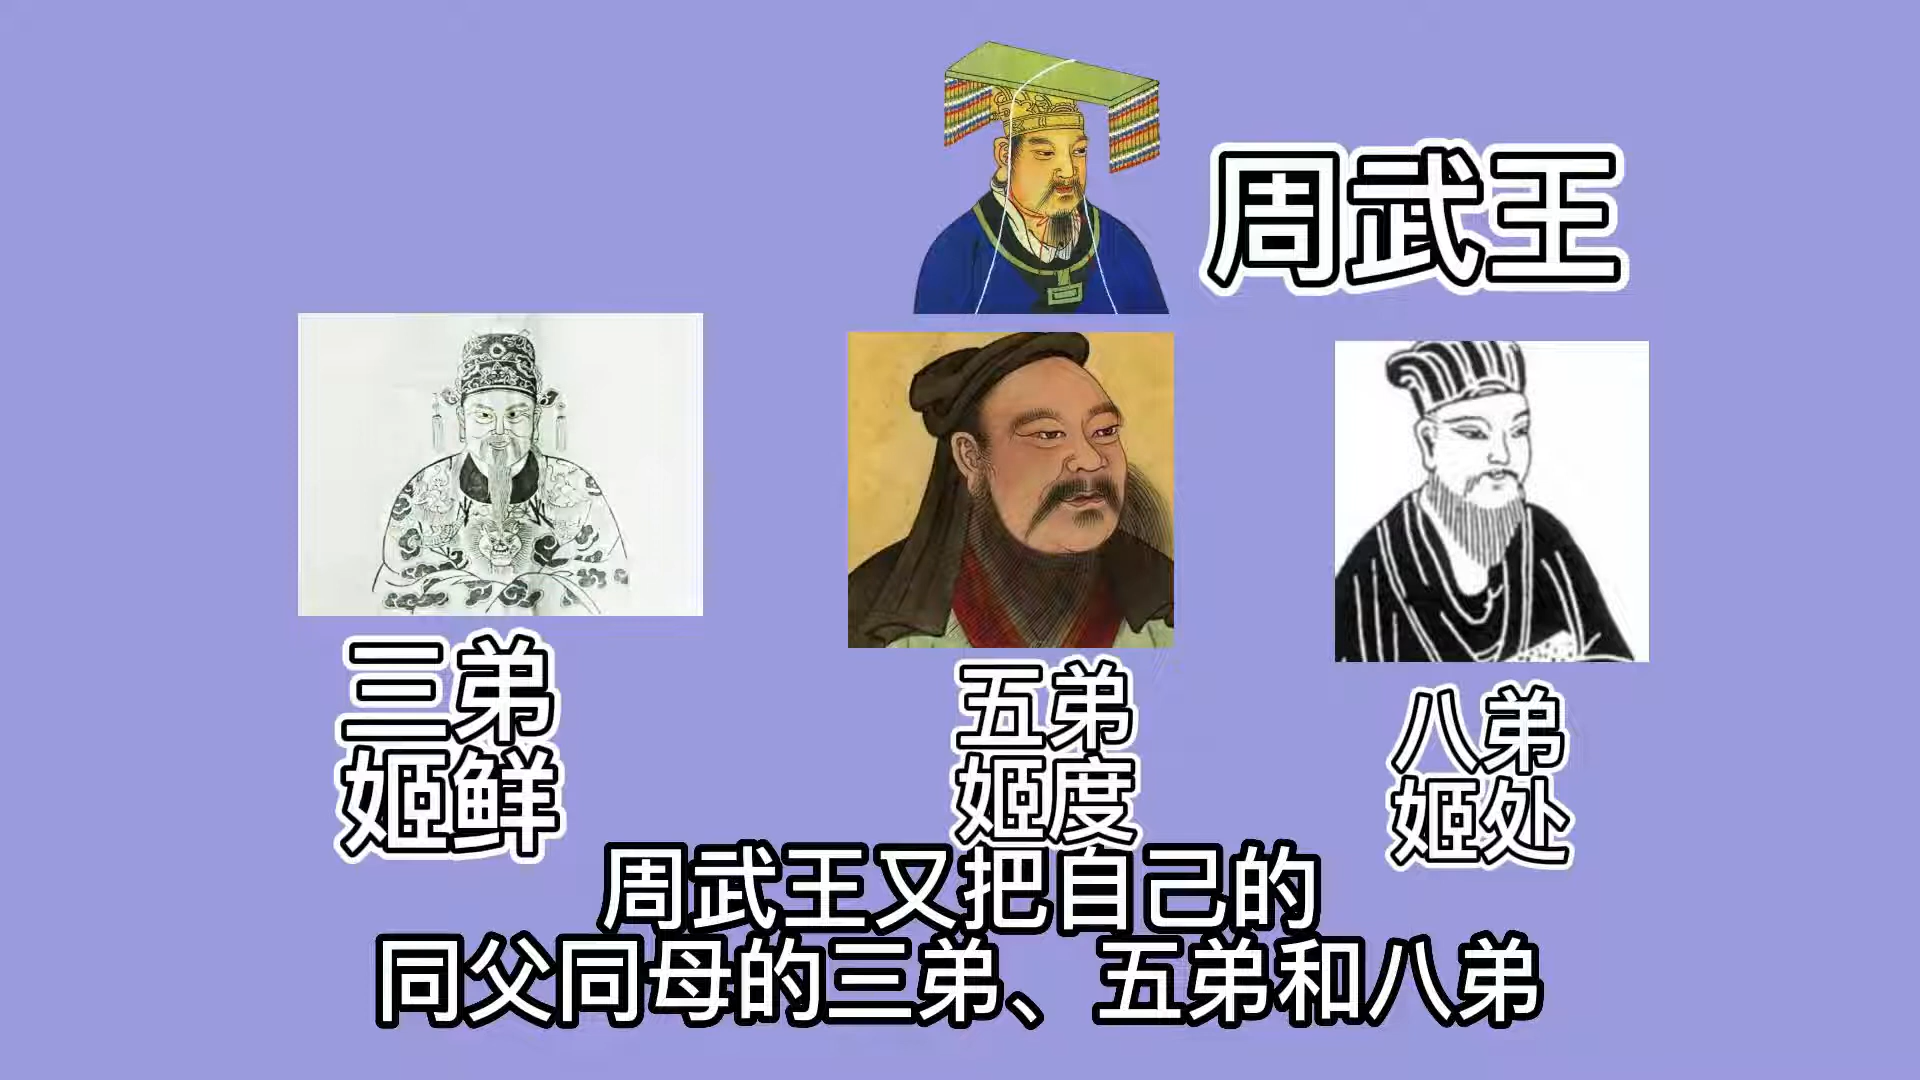 周武王
三弟
姬鲜
五弟
姬度
八弟
姬处
周武王又把自己的
同父同母的三弟、五弟和八弟